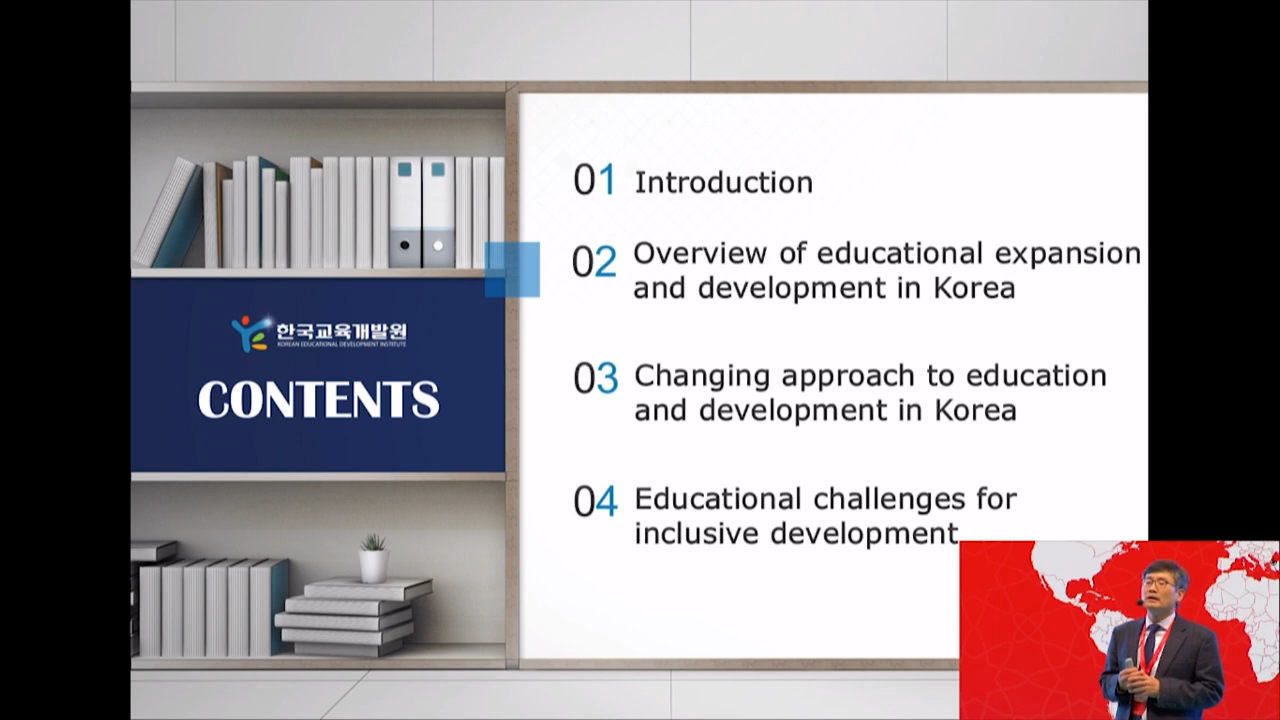 한국교육개발원
KOREAN EDUCATIONAL DEVELOPMENT INSTITUTE
CONTENTS
01 Introduction
02 Overview of educational expansion
and development in Korea
03 Changing approach to education
and development in Korea
04 Educational challenges for
inclusive development